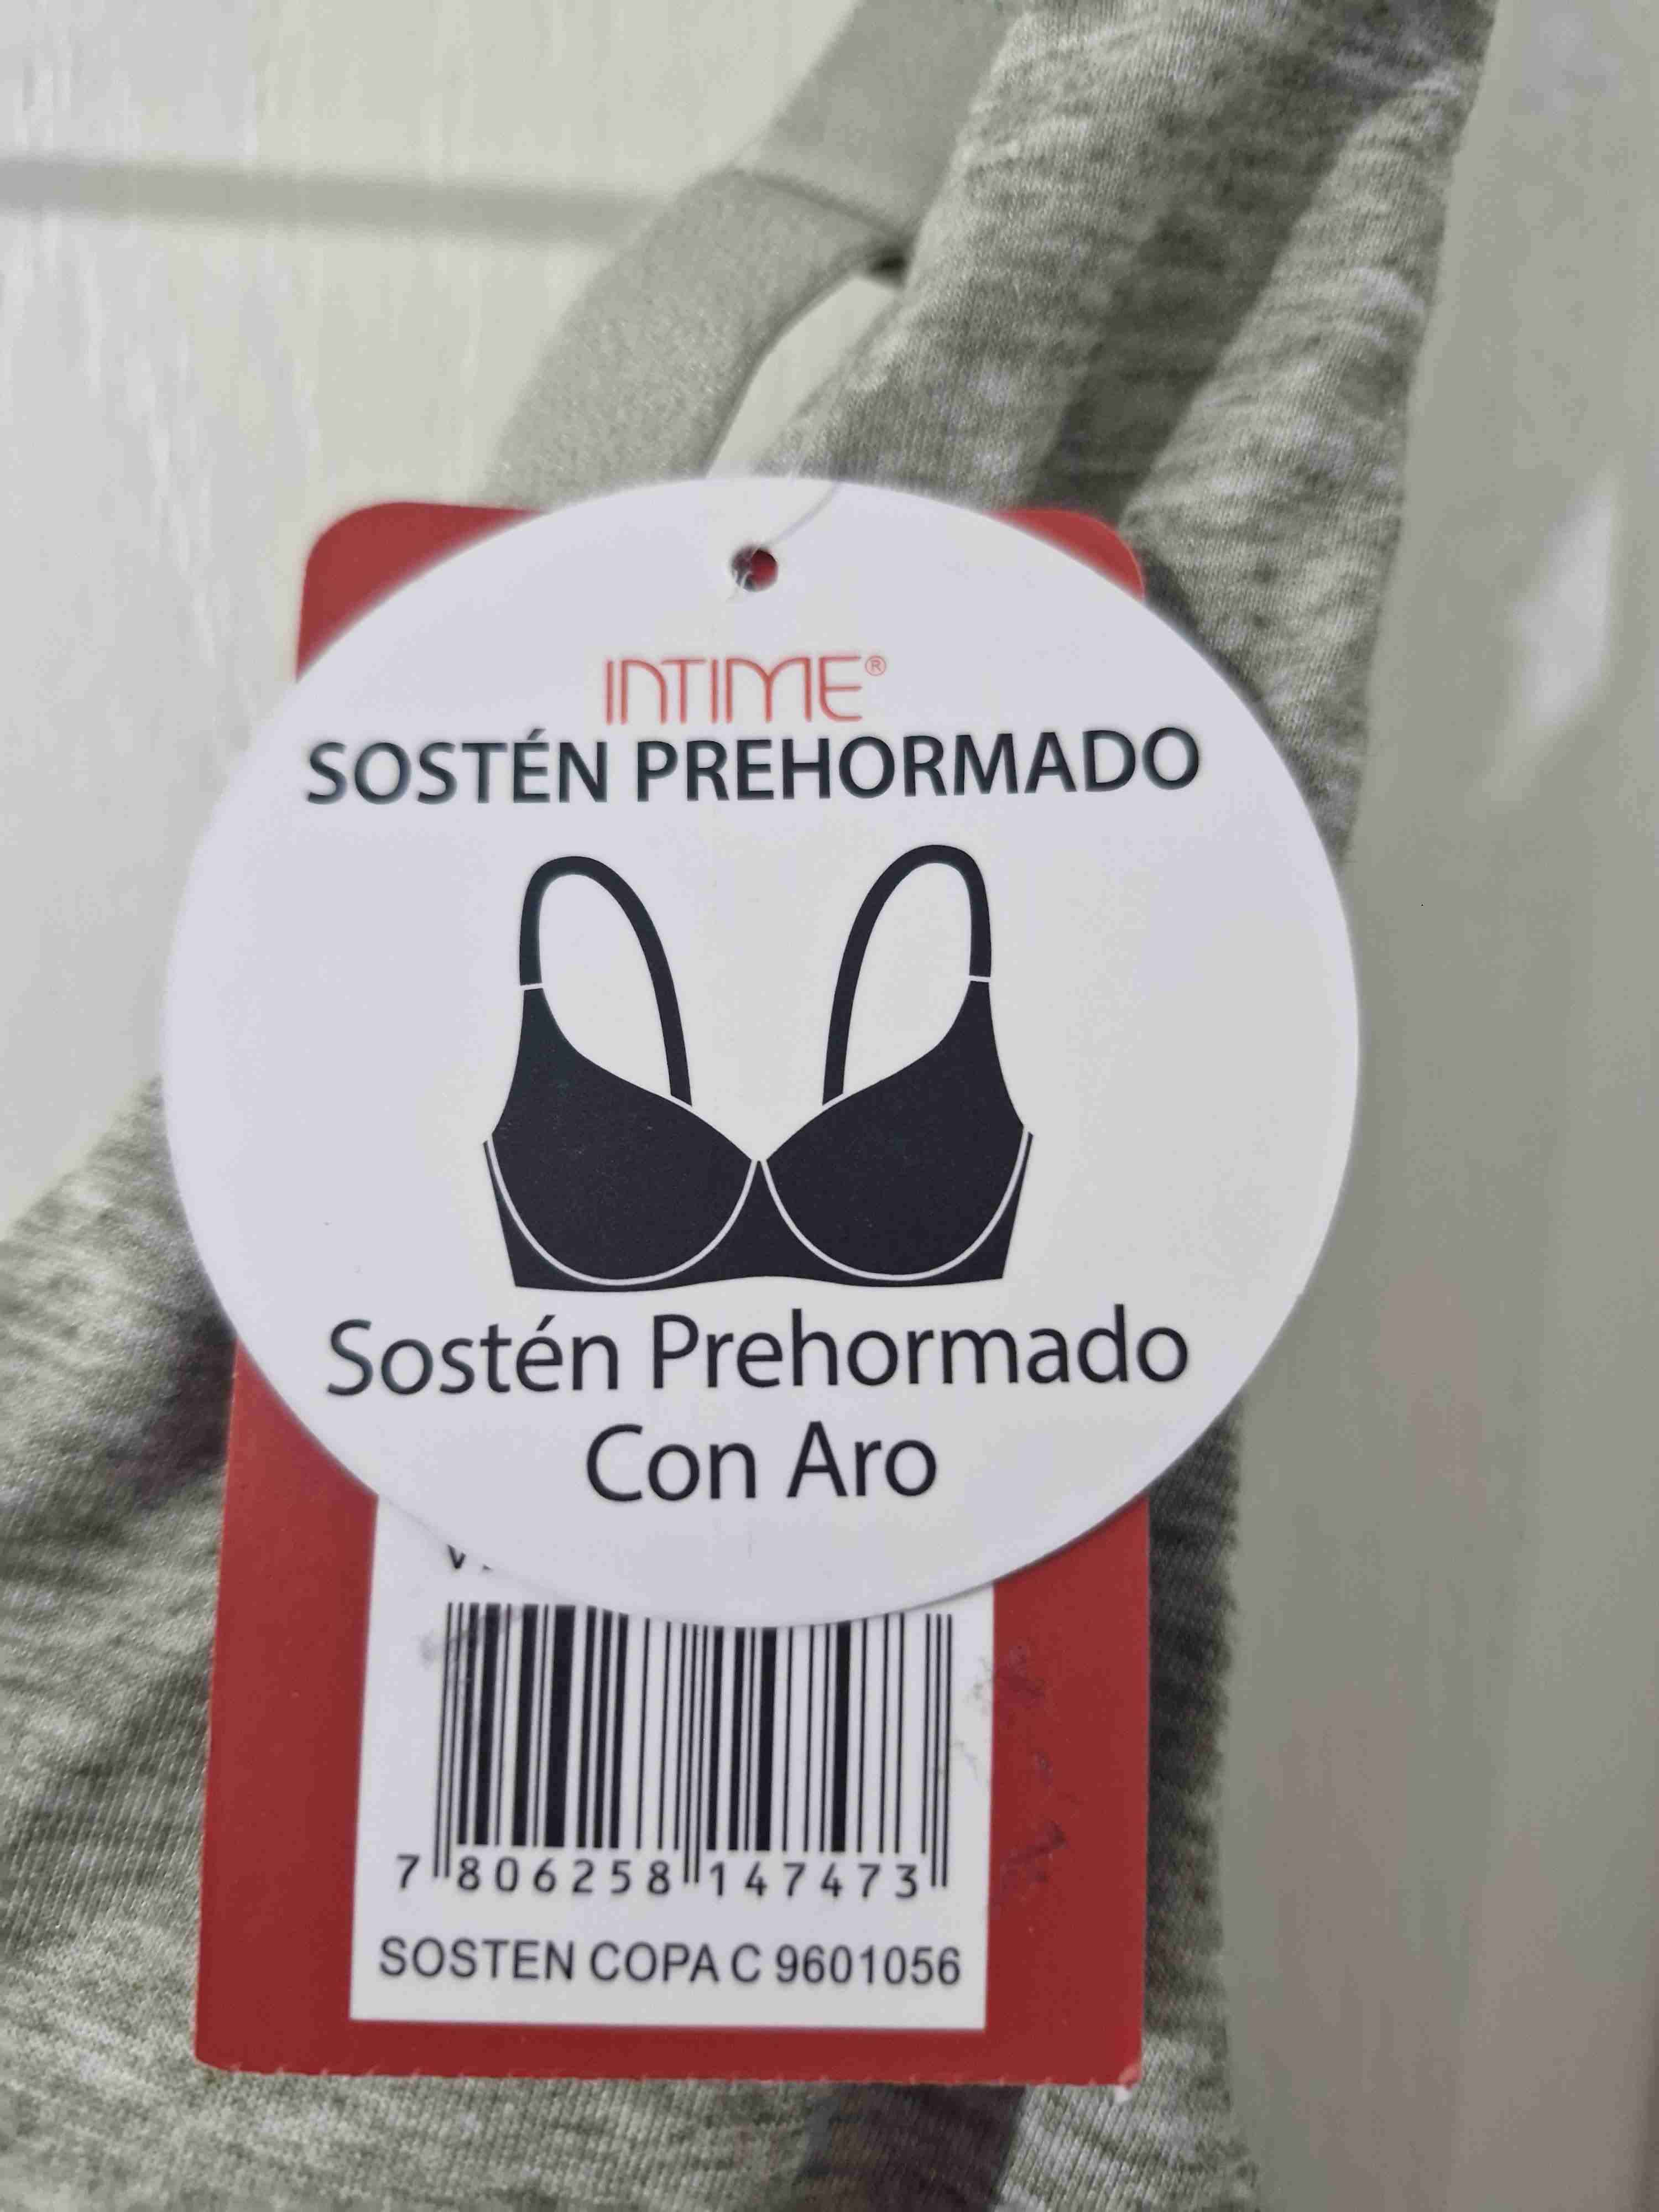 INTIME®
SOSTÉN PREHORMADO
Sostén Prehormado
Con Aro
7 806258 147473
SOSTEN COPA C 9601056